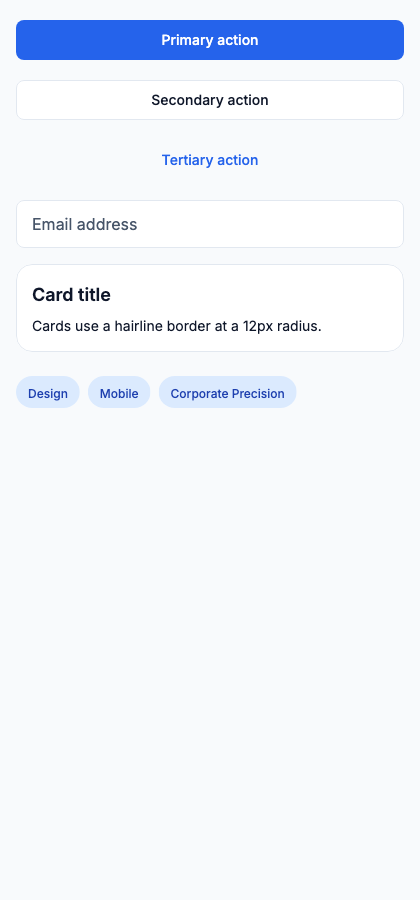 Primary action
Secondary action
Tertiary action
Email address
Card title
Cards use a hairline border at a 12px radius.
Design
Mobile
Corporate Precision